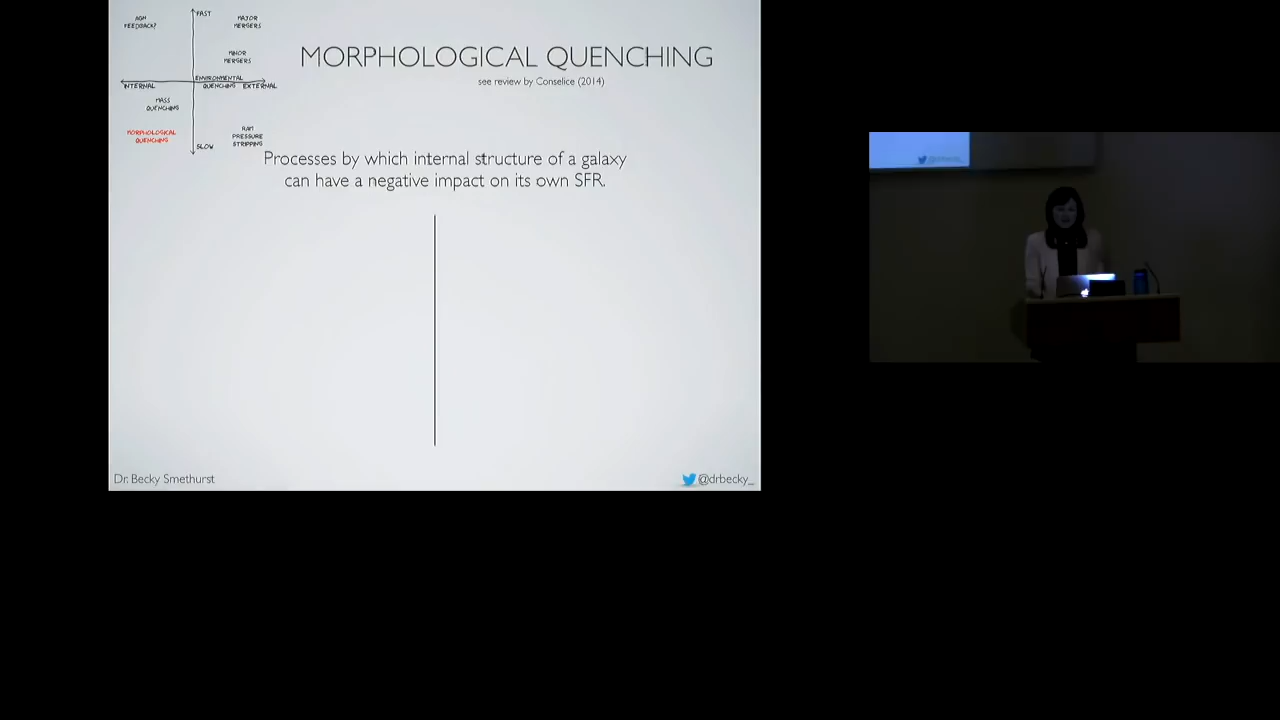 FAST
AGN
FEEDBACK?
MAJOR
MERGERS
MINOR
MERGERS
ENVIRONMENTAL
QUENCHING
INTERNAL
EXTERNAL
MASS
QUENCHING
MORPHOLOGICAL
QUENCHING
RAM
PRESSURE
STRIPPING
SLOW
MORPHOLOGICAL QUENCHING
see review by Conselice (2014)
Processes by which internal structure of a galaxy
can have a negative impact on its own SFR.
Dr. Becky Smethurst
@drbecky_